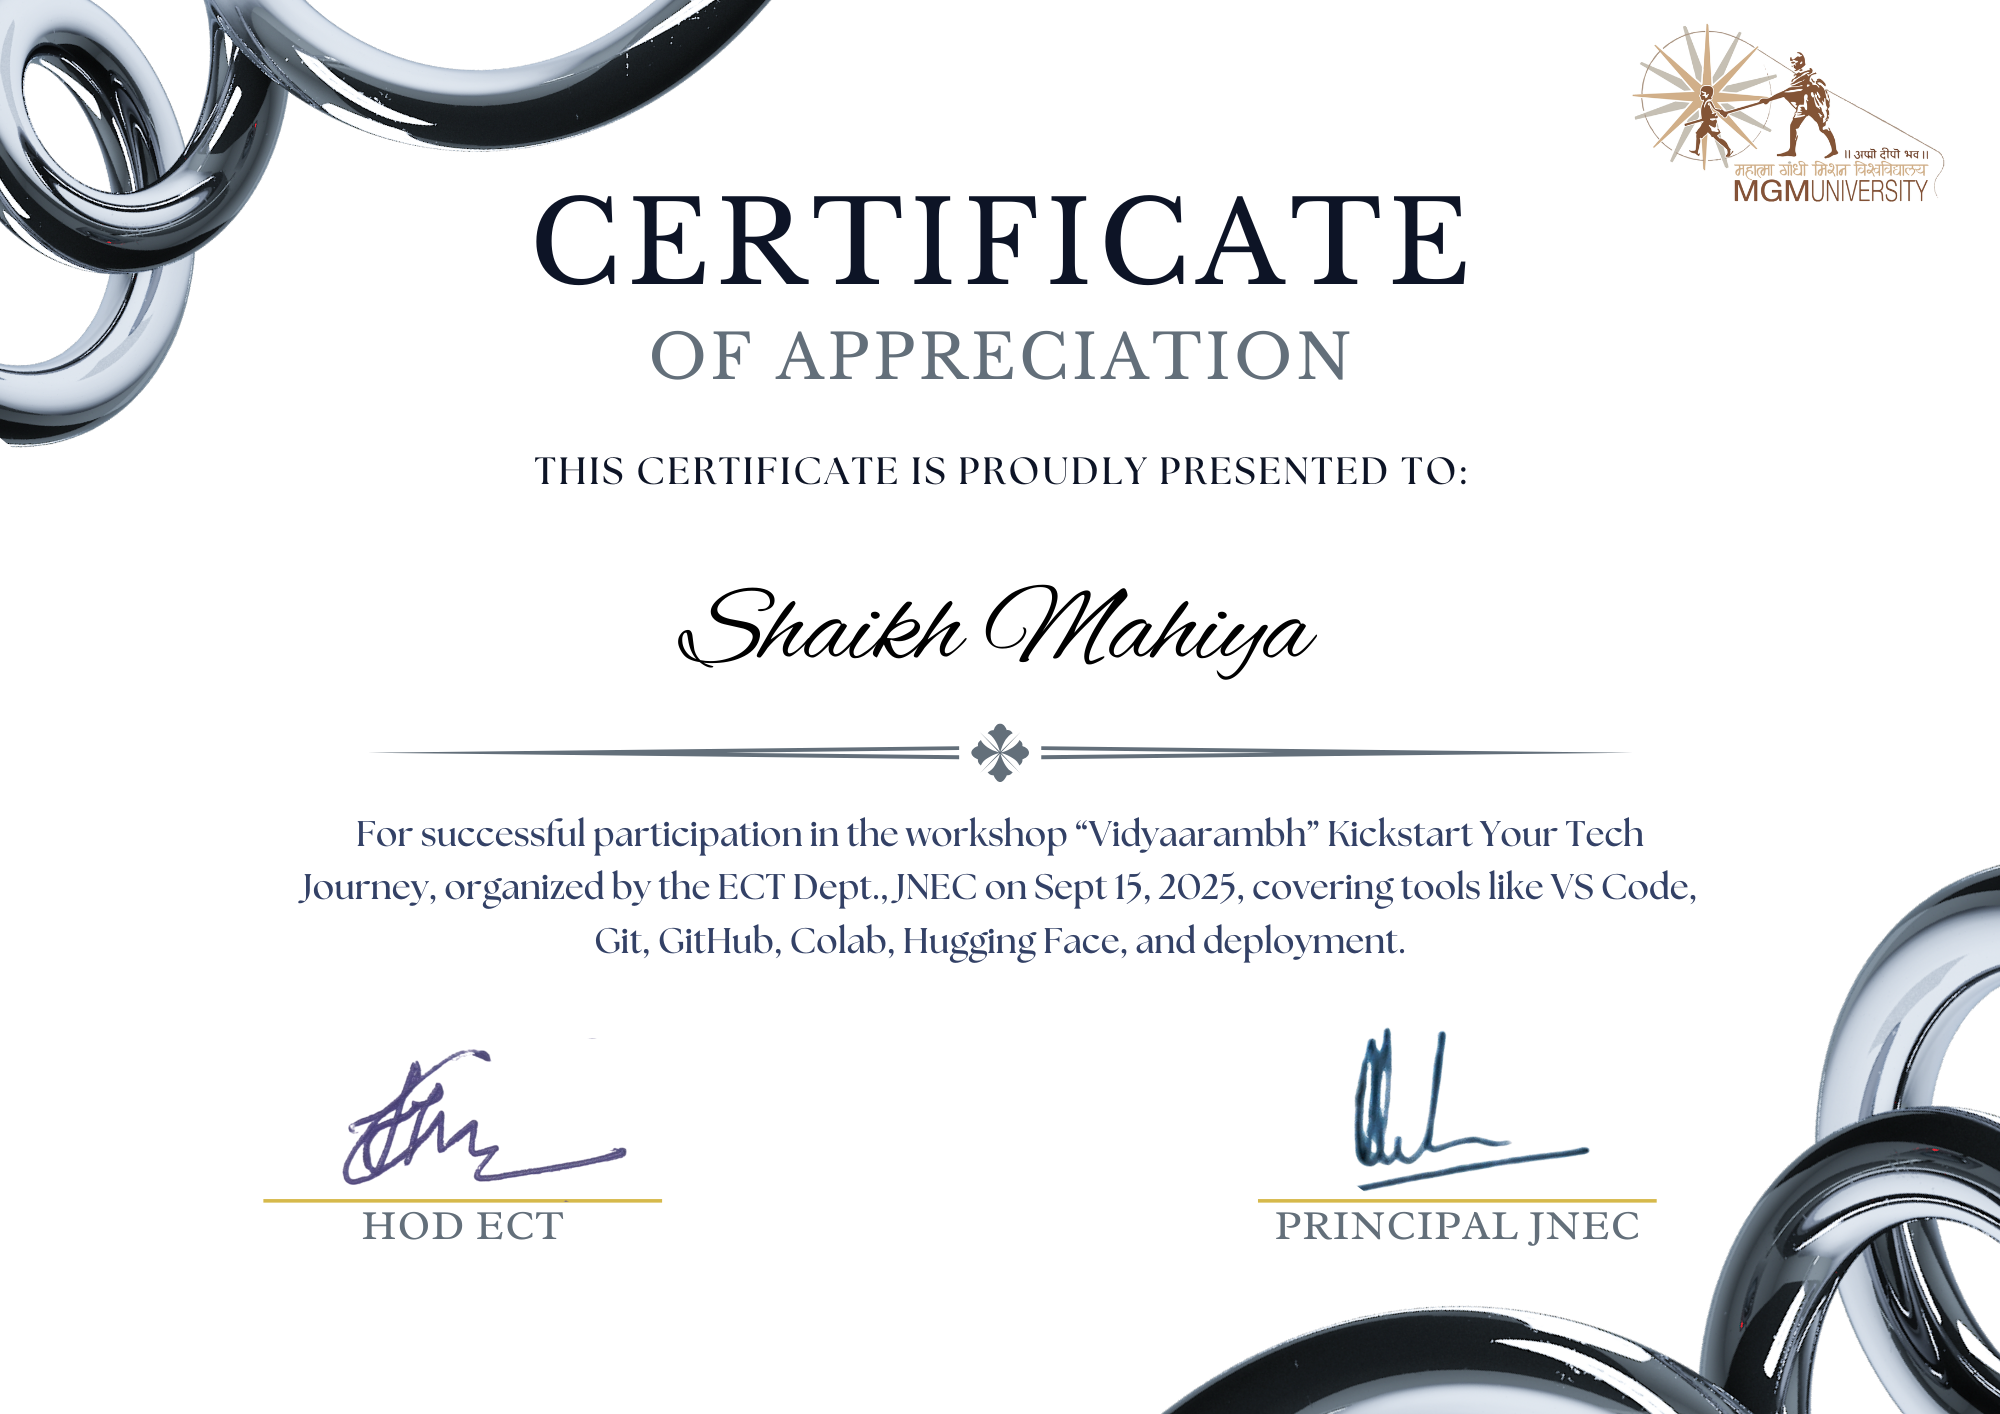 ॥ अप्पो दीपो भव ॥
महात्मा गांधी मिशन विश्वविद्यालय
MGMUNIVERSITY
CERTIFICATE
OF APPRECIATION
THIS CERTIFICATE IS PROUDLY PRESENTED TO:
Shaikh Mahiya
For successful participation in the workshop “Vidyaarambh” Kickstart Your Tech
Journey, organized by the ECT Dept., JNEC on Sept 15, 2025, covering tools like VS Code,
Git, GitHub, Colab, Hugging Face, and deployment.
HOD ECT
PRINCIPAL JNEC